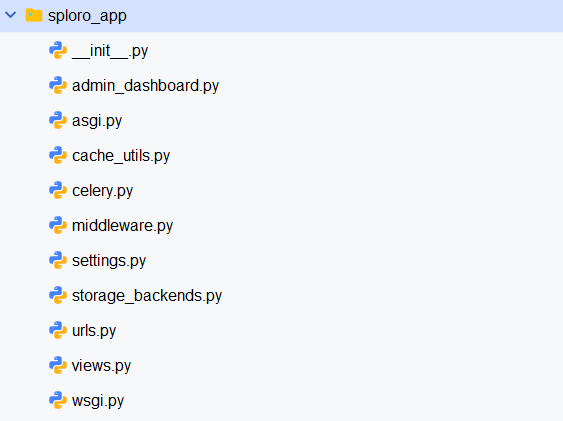 sploro_app
__init__.py
admin_dashboard.py
asgi.py
cache_utils.py
celery.py
middleware.py
settings.py
storage_backends.py
urls.py
views.py
wsgi.py